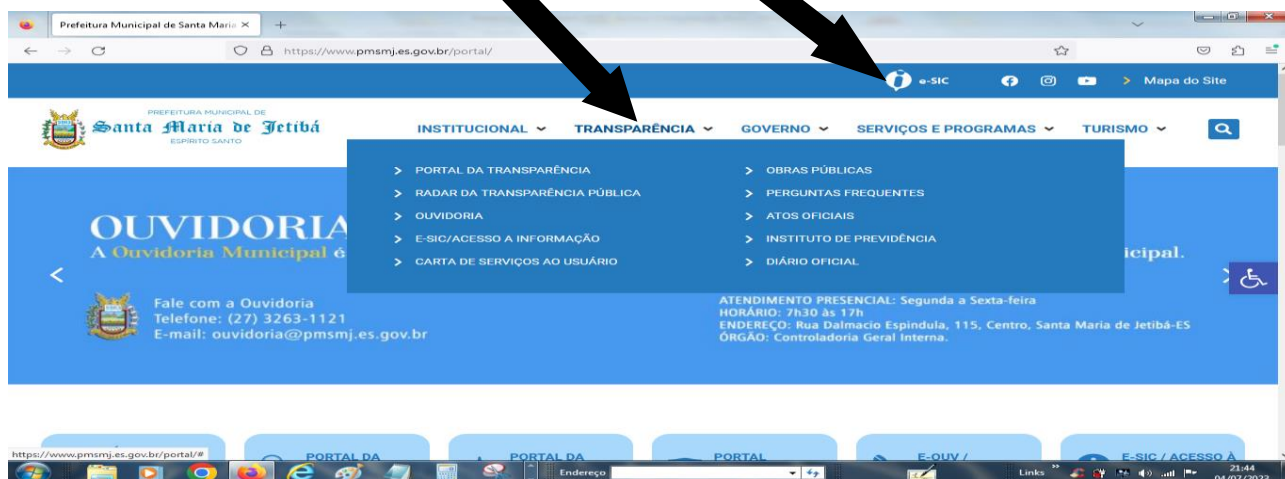 Prefeitura Municipal de Santa Maria
https://www.pmsmj.es.gov.br/portal/
e-SIC
> Mapa do Site
PREFEITURA MUNICIPAL DE
Santa Maria de Jetibá
ESPIRITO SANTO
INSTITUCIONAL TRANSPARÊNCIA GOVERNO SERVIÇOS E PROGRAMAS TURISMO
> PORTAL DA TRANSPARÊNCIA
> OBRAS PÚBLICAS
> RADAR DA TRANSPARÊNCIA PÚBLICA
> PERGUNTAS FREQUENTES
> OUVIDORIA
> ATOS OFICIAIS
> E-SIC/ACESSO A INFORMAÇÃO
> INSTITUTO DE PREVIDÊNCIA
> CARTA DE SERVIÇOS AO USUÁRIO
> DIÁRIO OFICIAL
OUVIDORIA
A Ouvidoria Municipal é
icipal.
Fale com a Ouvidoria
Telefone: (27) 3263-1121
E-mail: ouvidoria@pmsmj.es.gov.br
ATENDIMENTO PRESENCIAL: Segunda a Sexta-feira
HORÁRIO: 7h30 às 17h
ENDEREÇO: Rua Dalmacio Espindula, 115, Centro, Santa Maria de Jetibá-ES
ÓRGÃO: Controladoria Geral Interna.
https://www.pmsmj.es.gov.br/portal/#
PORTAL DA
PORTAL DA
PORTAL
E-OUV /
E-SIC / ACESSO À
Endereço
Links
21:44
04/07/2023